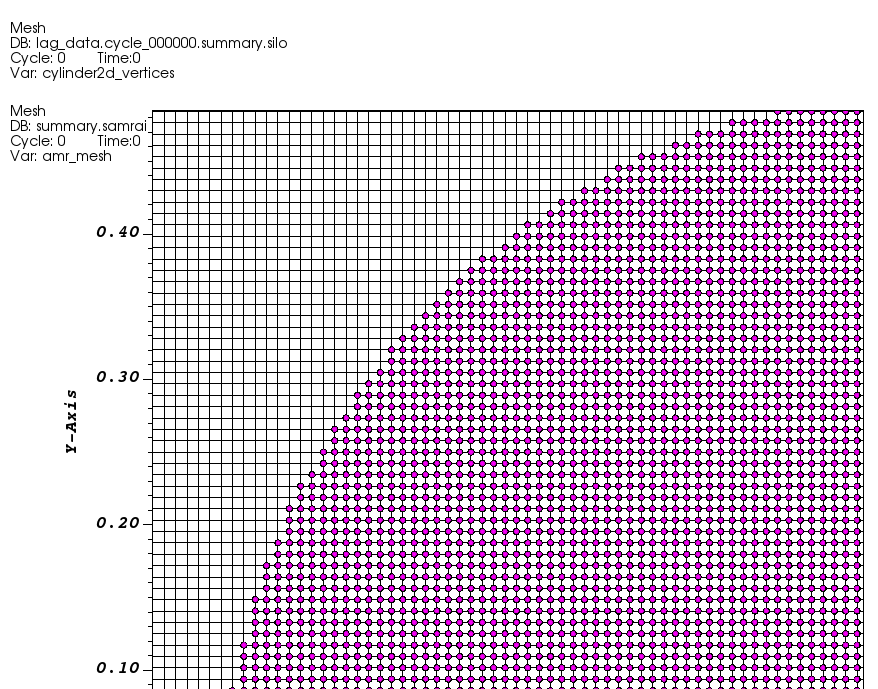 Mesh
DB: lag_data.cycle_000000.summary.silo
Cycle: 0 Time:0
Var: cylinder2d_vertices
Mesh
DB: summary.samrai
Cycle: 0 Time:0
Var: amr_mesh
0.40
0.30
Y-Axis
0.20
0.10